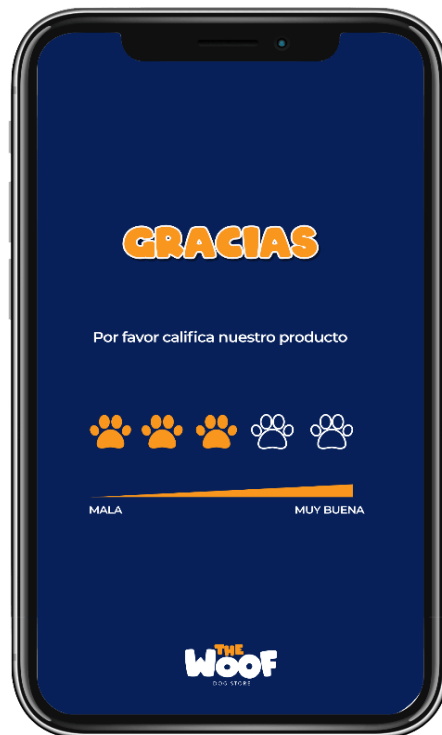 GRACIAS
Por favor califica nuestro producto
MALA
MUY BUENA
THE
WOOF
DOG STORE